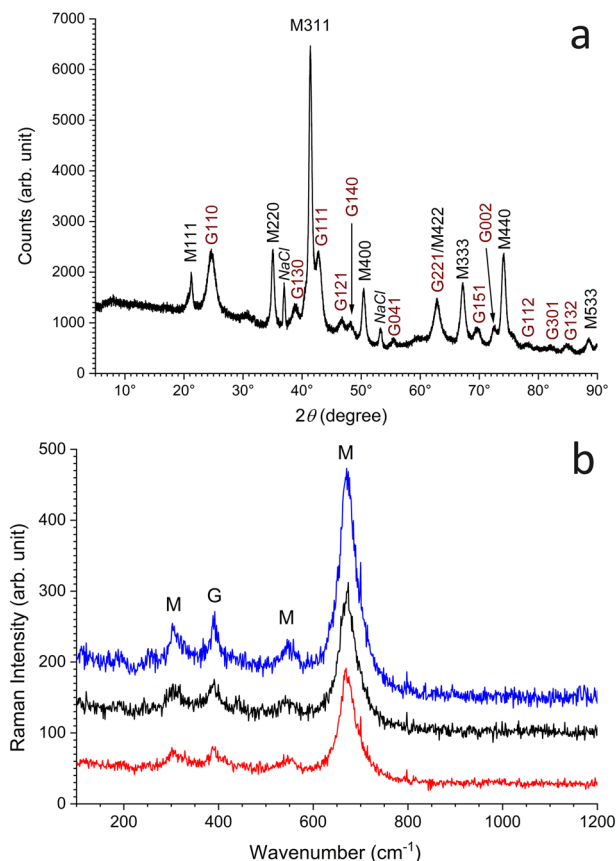 a
7000
6000
5000
4000
3000
2000
1000
0
Counts (arb. unit)
M111
G110
M220
NaCl
G130
M311
G111
G121
G140
M400
NaCl
G041
G221/M422
M333
G151
G002
M440
G112
G301
G132
M533
10° 20° 30° 40° 50° 60° 70° 80° 90°
2θ (degree)
b
500
400
300
200
100
0
Raman Intensity (arb. unit)
M
G
M
M
200 400 600 800 1000 1200
Wavenumber (cm⁻¹)